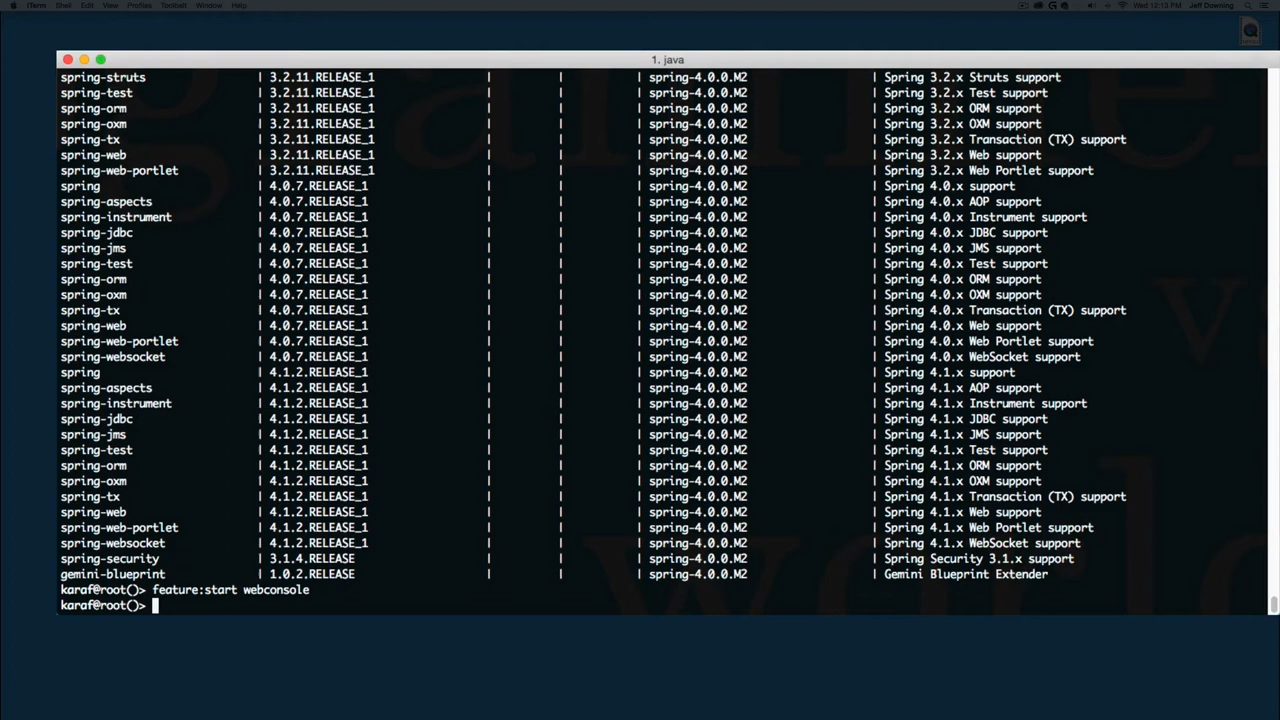 iTerm Shell Edit View Profiles Toolbelt Window Help Wed 12:13 PM Jeff Downing
1. java
spring-struts | 3.2.11.RELEASE_1 | | | spring-4.0.0.M2 | Spring 3.2.x Struts support
spring-test | 3.2.11.RELEASE_1 | | | spring-4.0.0.M2 | Spring 3.2.x Test support
spring-orm | 3.2.11.RELEASE_1 | | | spring-4.0.0.M2 | Spring 3.2.x ORM support
spring-oxm | 3.2.11.RELEASE_1 | | | spring-4.0.0.M2 | Spring 3.2.x OXM support
spring-tx | 3.2.11.RELEASE_1 | | | spring-4.0.0.M2 | Spring 3.2.x Transaction (TX) support
spring-web | 3.2.11.RELEASE_1 | | | spring-4.0.0.M2 | Spring 3.2.x Web support
spring-web-portlet | 3.2.11.RELEASE_1 | | | spring-4.0.0.M2 | Spring 3.2.x Web Portlet support
spring | 4.0.7.RELEASE_1 | | | spring-4.0.0.M2 | Spring 4.0.x support
spring-aspects | 4.0.7.RELEASE_1 | | | spring-4.0.0.M2 | Spring 4.0.x AOP support
spring-instrument | 4.0.7.RELEASE_1 | | | spring-4.0.0.M2 | Spring 4.0.x Instrument support
spring-jdbc | 4.0.7.RELEASE_1 | | | spring-4.0.0.M2 | Spring 4.0.x JDBC support
spring-jms | 4.0.7.RELEASE_1 | | | spring-4.0.0.M2 | Spring 4.0.x JMS support
spring-test | 4.0.7.RELEASE_1 | | | spring-4.0.0.M2 | Spring 4.0.x Test support
spring-orm | 4.0.7.RELEASE_1 | | | spring-4.0.0.M2 | Spring 4.0.x ORM support
spring-oxm | 4.0.7.RELEASE_1 | | | spring-4.0.0.M2 | Spring 4.0.x OXM support
spring-tx | 4.0.7.RELEASE_1 | | | spring-4.0.0.M2 | Spring 4.0.x Transaction (TX) support
spring-web | 4.0.7.RELEASE_1 | | | spring-4.0.0.M2 | Spring 4.0.x Web support
spring-web-portlet | 4.0.7.RELEASE_1 | | | spring-4.0.0.M2 | Spring 4.0.x Web Portlet support
spring-websocket | 4.0.7.RELEASE_1 | | | spring-4.0.0.M2 | Spring 4.0.x WebSocket support
spring | 4.1.2.RELEASE_1 | | | spring-4.0.0.M2 | Spring 4.1.x support
spring-aspects | 4.1.2.RELEASE_1 | | | spring-4.0.0.M2 | Spring 4.1.x AOP support
spring-instrument | 4.1.2.RELEASE_1 | | | spring-4.0.0.M2 | Spring 4.1.x Instrument support
spring-jdbc | 4.1.2.RELEASE_1 | | | spring-4.0.0.M2 | Spring 4.1.x JDBC support
spring-jms | 4.1.2.RELEASE_1 | | | spring-4.0.0.M2 | Spring 4.1.x JMS support
spring-test | 4.1.2.RELEASE_1 | | | spring-4.0.0.M2 | Spring 4.1.x Test support
spring-orm | 4.1.2.RELEASE_1 | | | spring-4.0.0.M2 | Spring 4.1.x ORM support
spring-oxm | 4.1.2.RELEASE_1 | | | spring-4.0.0.M2 | Spring 4.1.x OXM support
spring-tx | 4.1.2.RELEASE_1 | | | spring-4.0.0.M2 | Spring 4.1.x Transaction (TX) support
spring-web | 4.1.2.RELEASE_1 | | | spring-4.0.0.M2 | Spring 4.1.x Web support
spring-web-portlet | 4.1.2.RELEASE_1 | | | spring-4.0.0.M2 | Spring 4.1.x Web Portlet support
spring-websocket | 4.1.2.RELEASE_1 | | | spring-4.0.0.M2 | Spring 4.1.x WebSocket support
spring-security | 3.1.4.RELEASE | | | spring-4.0.0.M2 | Spring Security 3.1.x support
gemini-blueprint | 1.0.2.RELEASE | | | spring-4.0.0.M2 | Gemini Blueprint Extender
karaf@root()> feature:start webconsole
karaf@root()>